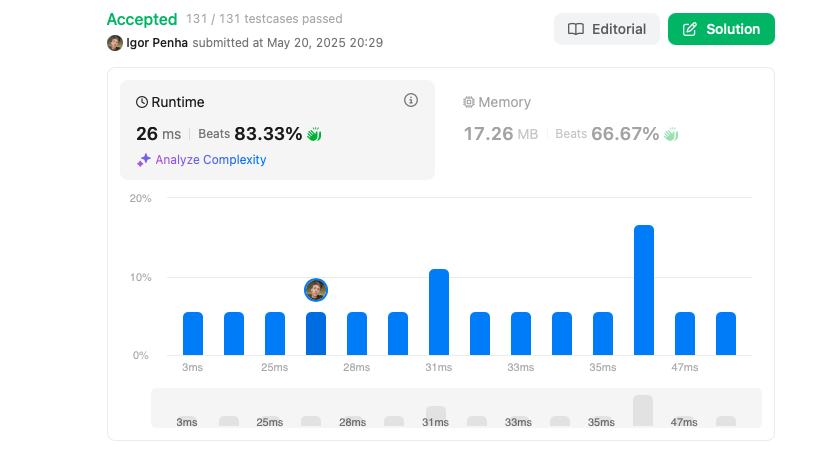 Accepted 131 / 131 testcases passed
Igor Penha submitted at May 20, 2025 20:29
Editorial
Solution
Runtime
26 ms Beats 83.33%
Analyze Complexity
Memory
17.26 MB Beats 66.67%
20%
10%
0%
3ms 25ms 28ms 31ms 33ms 35ms 47ms
3ms 25ms 28ms 31ms 33ms 35ms 47ms